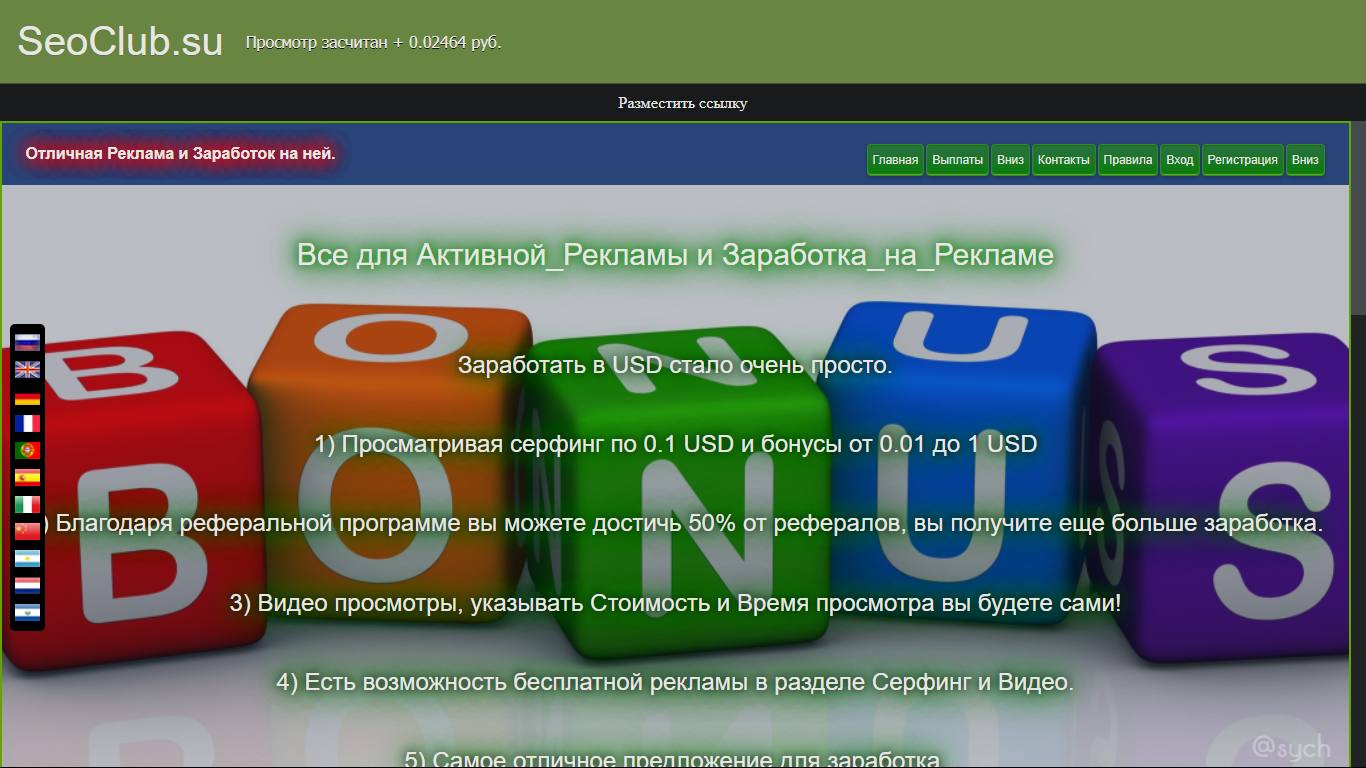 SeoClub.su
Просмотр засчитан + 0.02464 руб.
Разместить ссылку
Отличная Реклама и Заработок на ней.
Главная Выплаты Вниз Контакты Правила Вход Регистрация Вниз
Все для Активной_Рекламы и Заработка_на_Рекламе
Заработать в USD стало очень просто.
1) Просматривая серфинг по 0.1 USD и бонусы от 0.01 до 1 USD
) Благодаря реферальной программе вы можете достичь 50% от рефералов, вы получите еще больше заработка.
3) Видео просмотры, указывать Стоимость и Время просмотра вы будете сами!
4) Есть возможность бесплатной рекламы в разделе Серфинг и Видео.
5) Самое отличное предложение для заработка
B O N U S
B O N U S
@sych